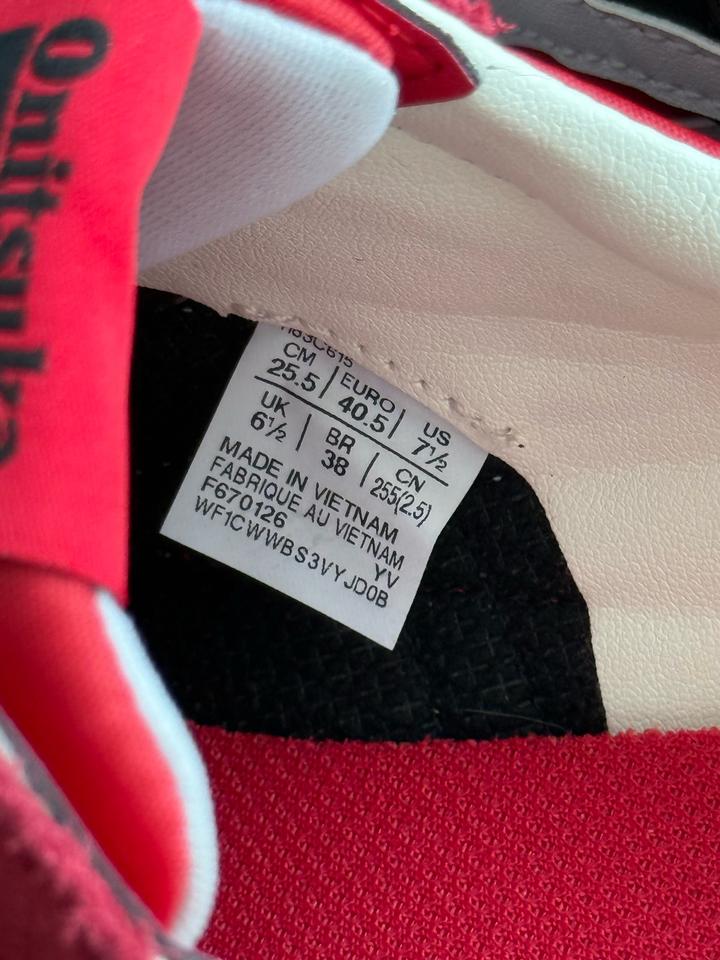 Onitsuka
CM | EURO | US
25.5 | 40.5 | 7½
UK | BR | CN
6½ | 38 | 255(2.5)
MADE IN VIETNAM
FABRIQUE AU VIETNAM
F670126 YV
WF1CWWBS3VYJD0B